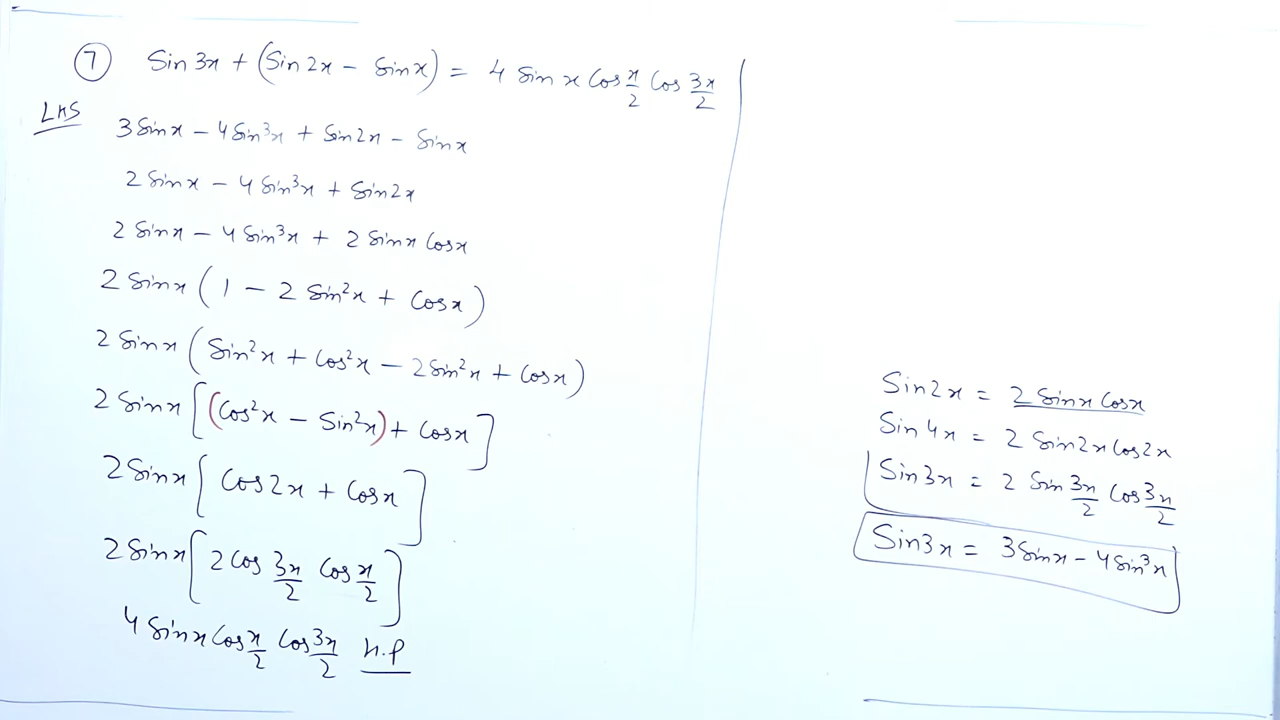 ⑦ Sin 3x + (Sin 2x - Sin x) = 4 Sin x Cos x/2 Cos 3x/2
LHS
3 Sin x - 4 Sin³x + Sin 2x - Sin x
2 Sin x - 4 Sin³x + Sin 2x
2 Sin x - 4 Sin³x + 2 Sin x Cos x
2 Sin x (1 - 2 Sin²x + Cos x)
2 Sin x (Sin²x + Cos²x - 2 Sin²x + Cos x)
2 Sin x [(Cos²x - Sin²x) + Cos x]
2 Sin x [Cos 2x + Cos x]
2 Sin x [2 Cos 3x/2 Cos x/2]
4 Sin x Cos x/2 Cos 3x/2 H.P
Sin 2x = 2 Sin x Cos x
Sin 4x = 2 Sin 2x Cos 2x
Sin 3x = 2 Sin 3x/2 Cos 3x/2
Sin 3x = 3 Sin x - 4 Sin³x